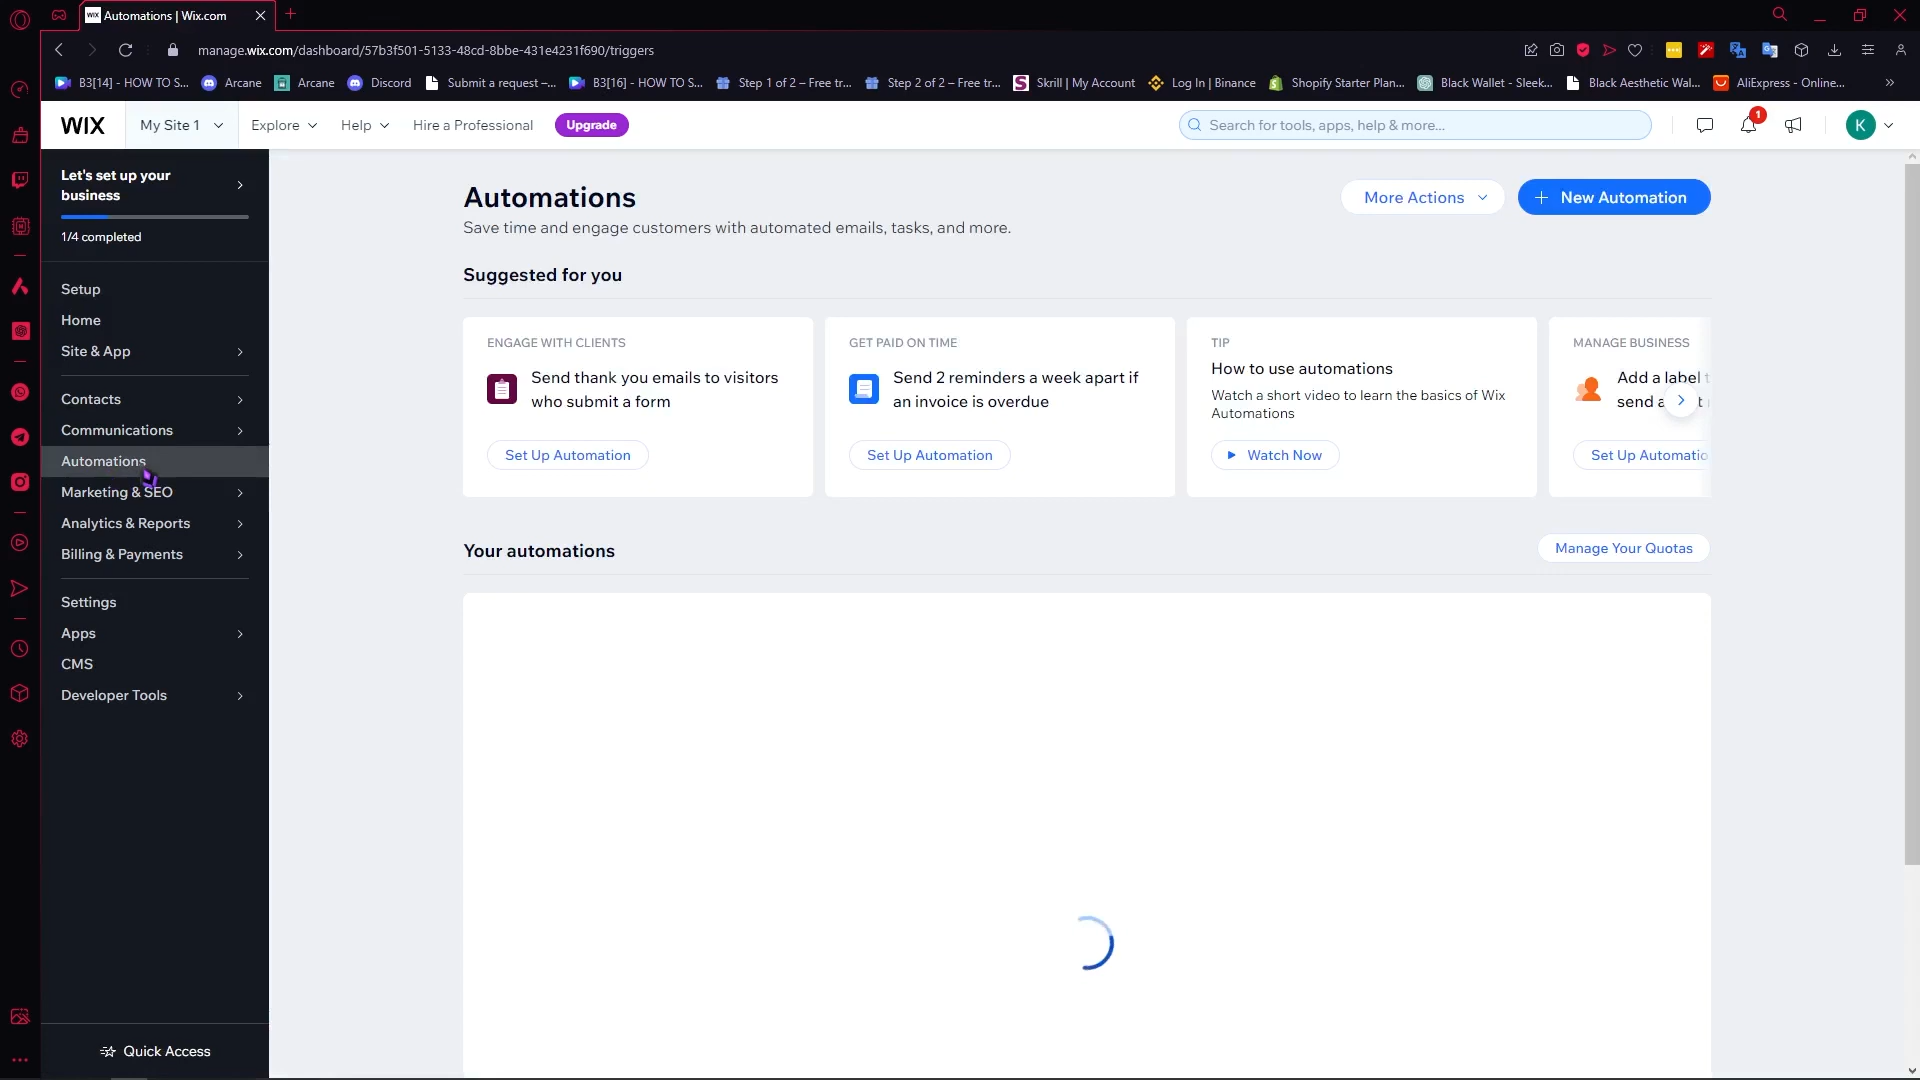 WIX Automations | Wix.com
manage.wix.com/dashboard/57b3f501-5133-48cd-8bbe-431e4231f690/triggers
B3[14] - HOW TO S... Arcane Arcane Discord Submit a request –... B3[16] - HOW TO S... Step 1 of 2 – Free tr... Step 2 of 2 – Free tr... Skrill | My Account Log In | Binance Shopify Starter Plan... Black Wallet - Sleek... Black Aesthetic Wal... AliExpress - Online...
WIX My Site 1 Explore Help Hire a Professional Upgrade Search for tools, apps, help & more... 1 K
Let's set up your
business
1/4 completed
Setup
Home
Site & App
Contacts
Communications
Automations
Marketing & SEO
Analytics & Reports
Billing & Payments
Settings
Apps
CMS
Developer Tools
Quick Access
Automations
Save time and engage customers with automated emails, tasks, and more.
More Actions
New Automation
Suggested for you
ENGAGE WITH CLIENTS
Send thank you emails to visitors
who submit a form
Set Up Automation
GET PAID ON TIME
Send 2 reminders a week apart if
an invoice is overdue
Set Up Automation
TIP
How to use automations
Watch a short video to learn the basics of Wix
Automations
Watch Now
MANAGE BUSINESS
Add a label t
send a
Set Up Automatio
Your automations
Manage Your Quotas